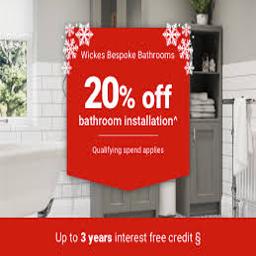 Wickes Bespoke Bathrooms
20% off
bathroom installation^
Qualifying spend applies
Up to 3 years interest free credit §